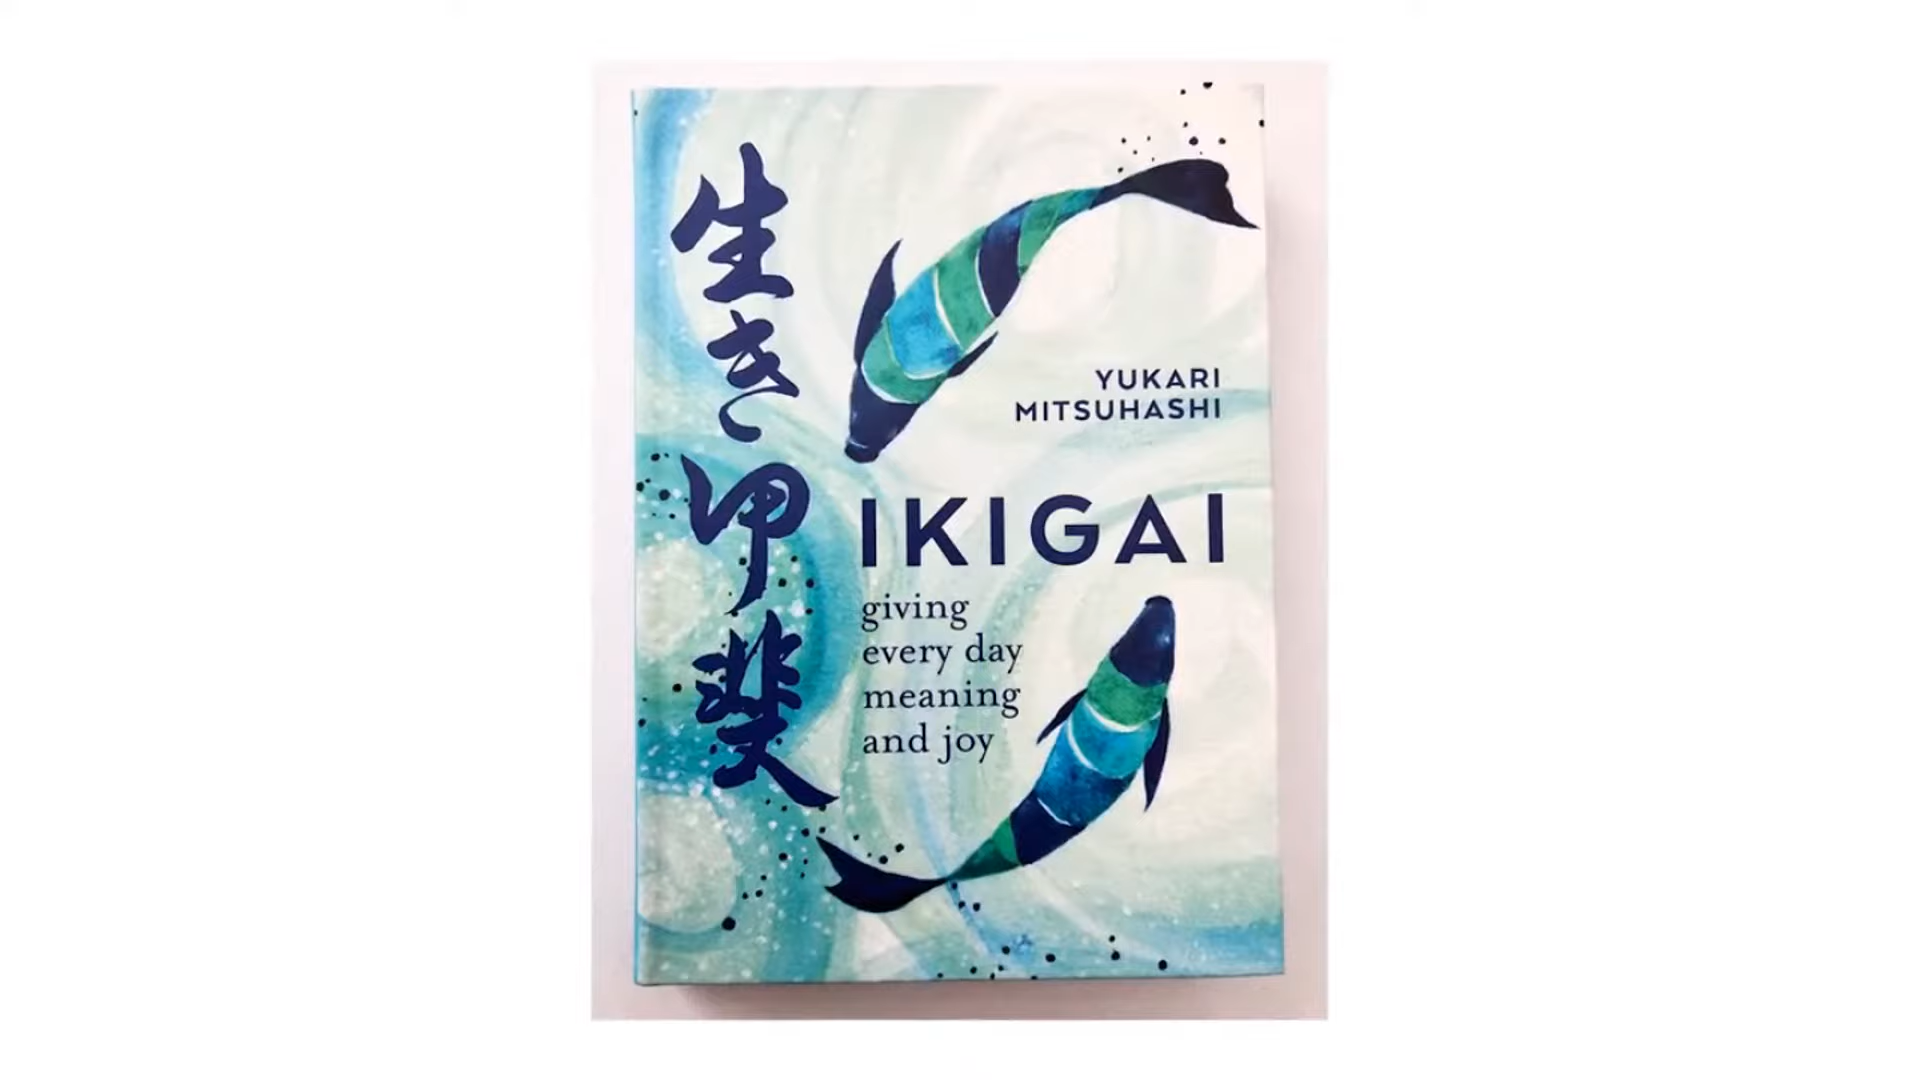 生き甲斐
YUKARI
MITSUHASHI
IKIGAI
giving
every day
meaning
and joy